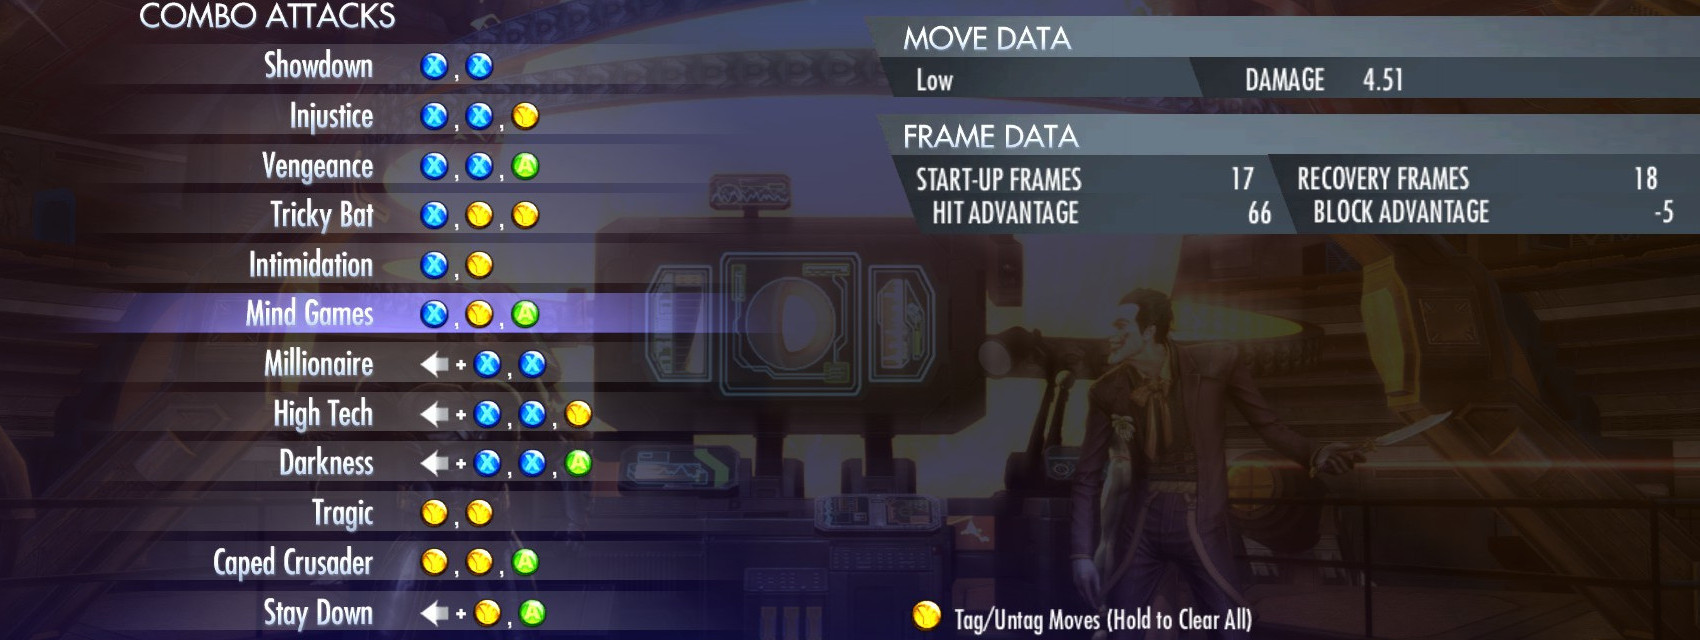 COMBO ATTACKS
Showdown X , X
Injustice X , X , Y
Vengeance X , X , A
Tricky Bat X , Y , Y
Intimidation X , Y
Mind Games X , Y , A
Millionaire + X , X
High Tech + X , X , Y
Darkness + X , X , A
Tragic Y , Y
Caped Crusader Y , Y , A
Stay Down + Y , A
MOVE DATA
Low DAMAGE 4.51
FRAME DATA
START-UP FRAMES 17 RECOVERY FRAMES 18
HIT ADVANTAGE 66 BLOCK ADVANTAGE -5
Y Tag/Untag Moves (Hold to Clear All)